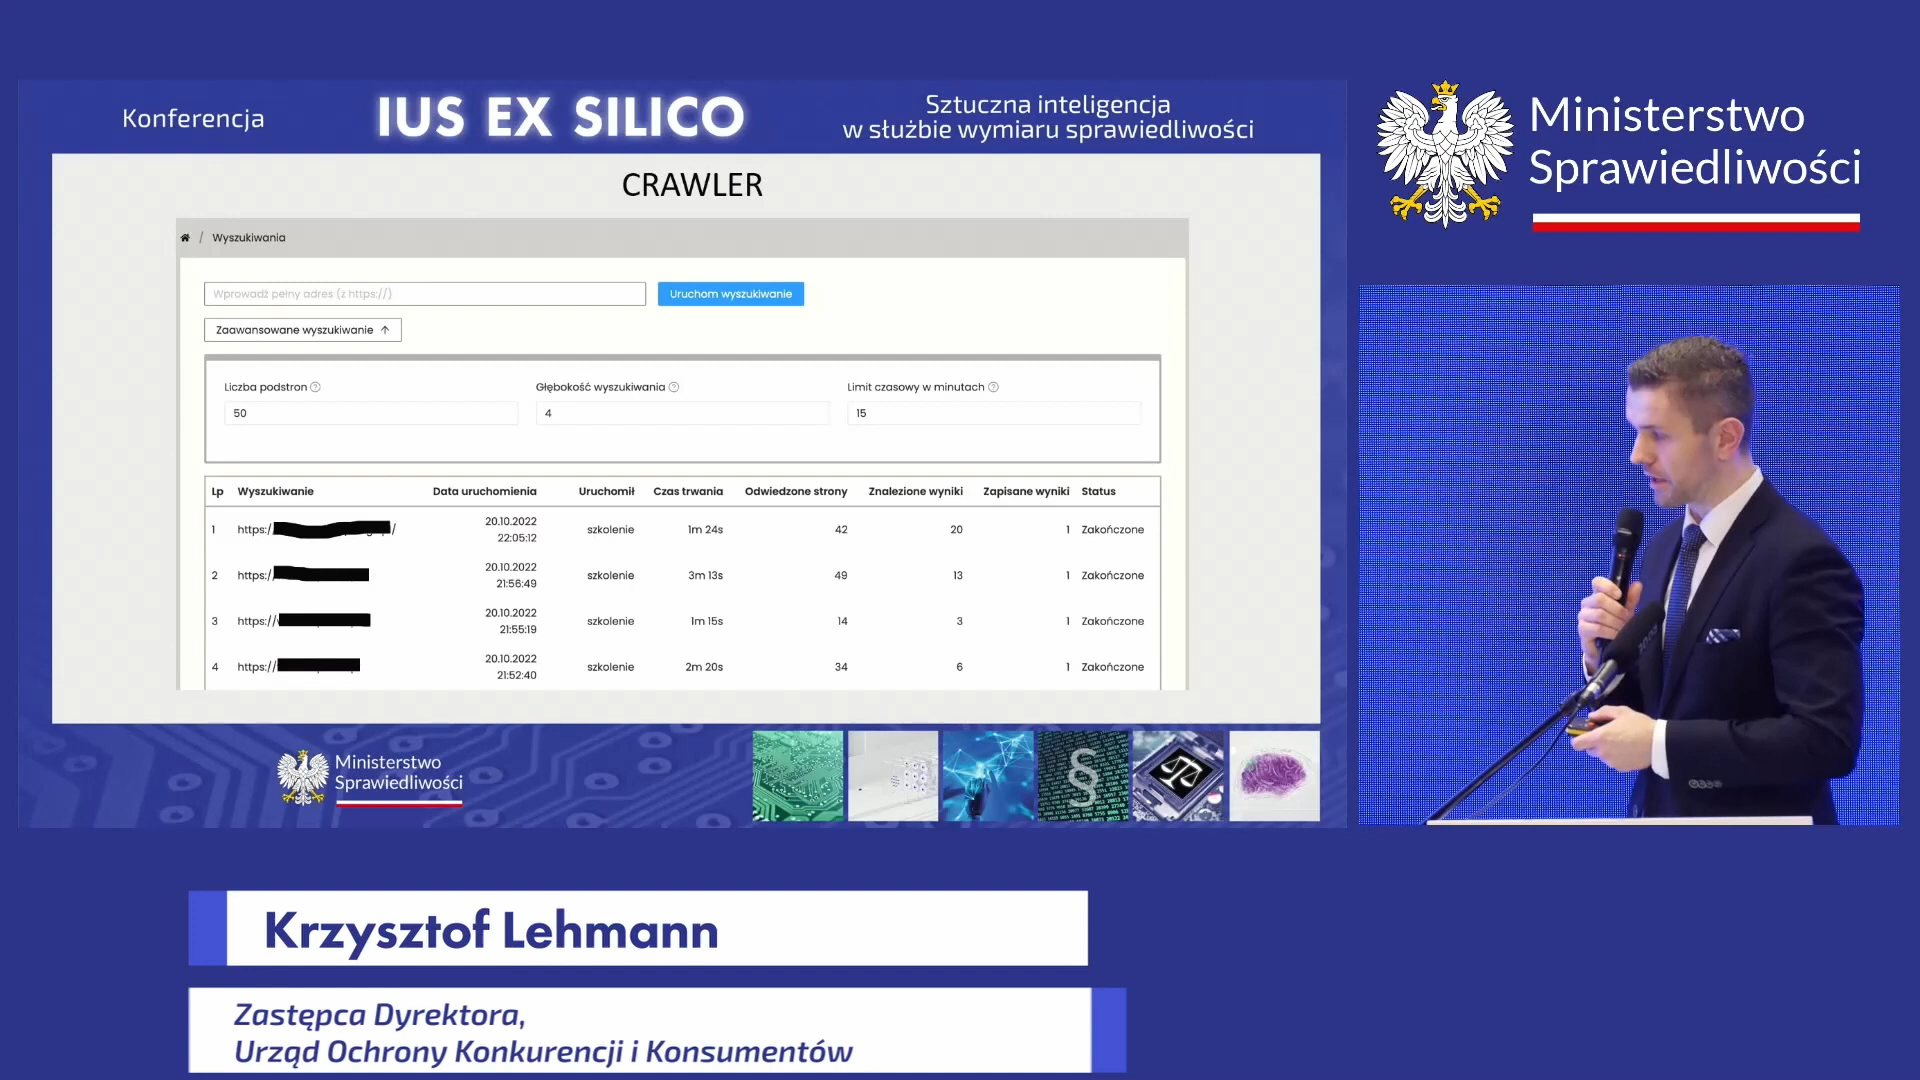 Konferencja
IUS EX SILICO
Sztuczna inteligencja
w służbie wymiaru sprawiedliwości
Ministerstwo
Sprawiedliwości
CRAWLER
/ Wyszukiwania
Wprowadź pełny adres (z https://)
Uruchom wyszukiwanie
Zaawansowane wyszukiwanie ↑
Liczba podstron
Głębokość wyszukiwania
Limit czasowy w minutach
50
4
15
Lp Wyszukiwanie Data uruchomienia Uruchomił Czas trwania Odwiedzone strony Znalezione wyniki Zapisane wyniki Status
1 https:/ / 20.10.2022 22:05:12 szkolenie 1m 24s 42 20 1 Zakończone
2 https:/ 20.10.2022 21:56:49 szkolenie 3m 13s 49 13 1 Zakończone
3 https:// 20.10.2022 21:55:19 szkolenie 1m 15s 14 3 1 Zakończone
4 https:// 20.10.2022 21:52:40 szkolenie 2m 20s 34 6 1 Zakończone
Ministerstwo
Sprawiedliwości
Krzysztof Lehmann
Zastępca Dyrektora,
Urząd Ochrony Konkurencji i Konsumentów